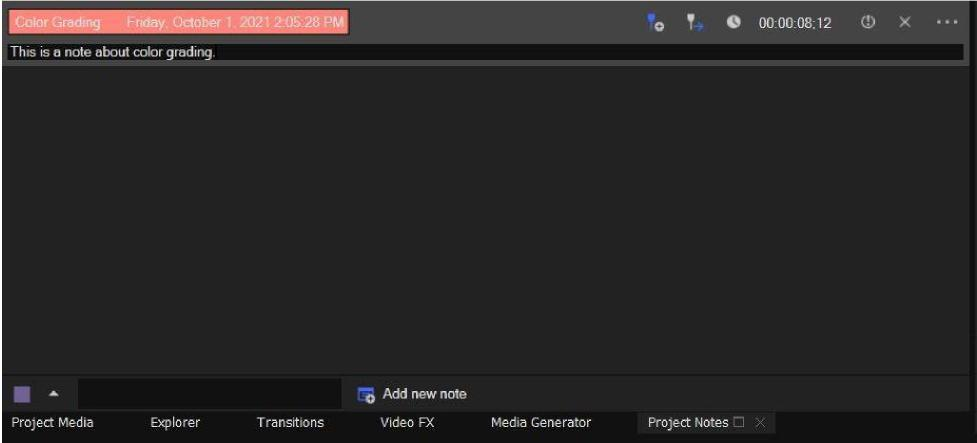 Color Grading Friday, October 1, 2021 2:05:28 PM 00:00:08;12
This is a note about color grading.
Add new note
Project Media Explorer Transitions Video FX Media Generator Project Notes